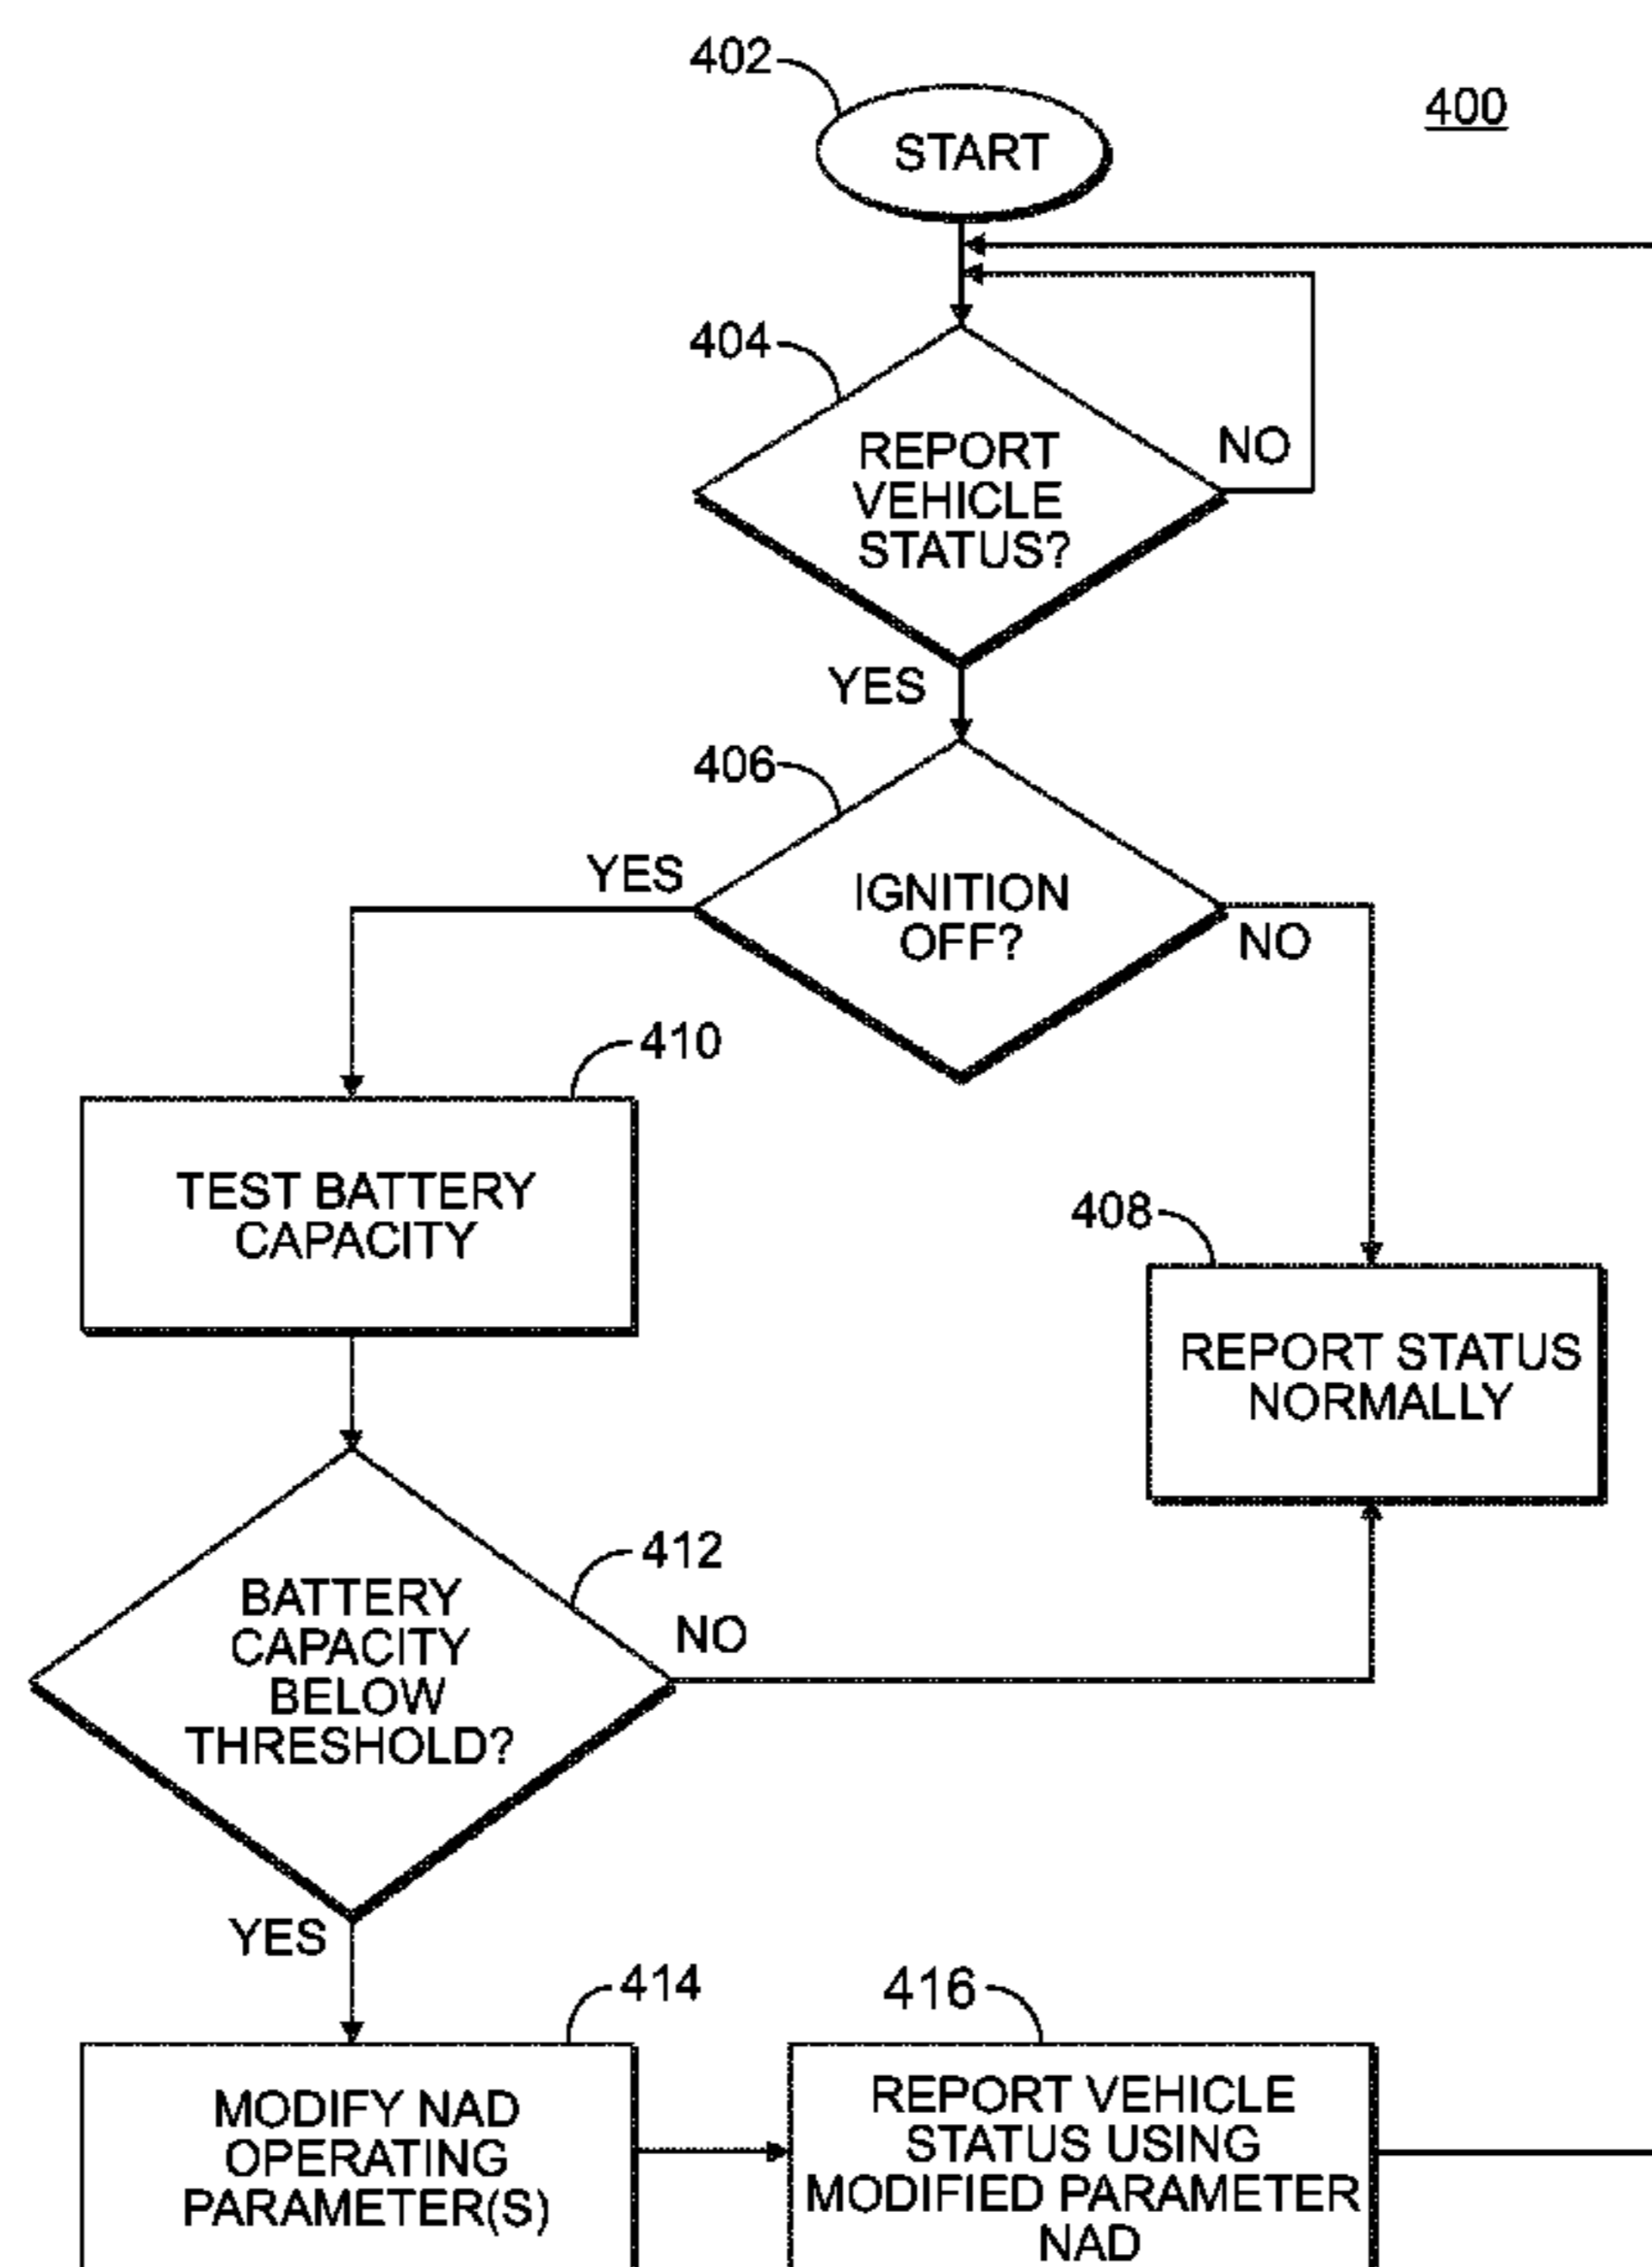 402
START
400
404
REPORT
VEHICLE
STATUS?
NO
YES
406
YES
IGNITION
OFF?
NO
410
TEST BATTERY
CAPACITY
408
REPORT STATUS
NORMALLY
412
BATTERY
CAPACITY
BELOW
THRESHOLD?
NO
YES
414
416
MODIFY NAD
OPERATING
PARAMETER(S)
REPORT VEHICLE
STATUS USING
MODIFIED PARAMETER
NAD